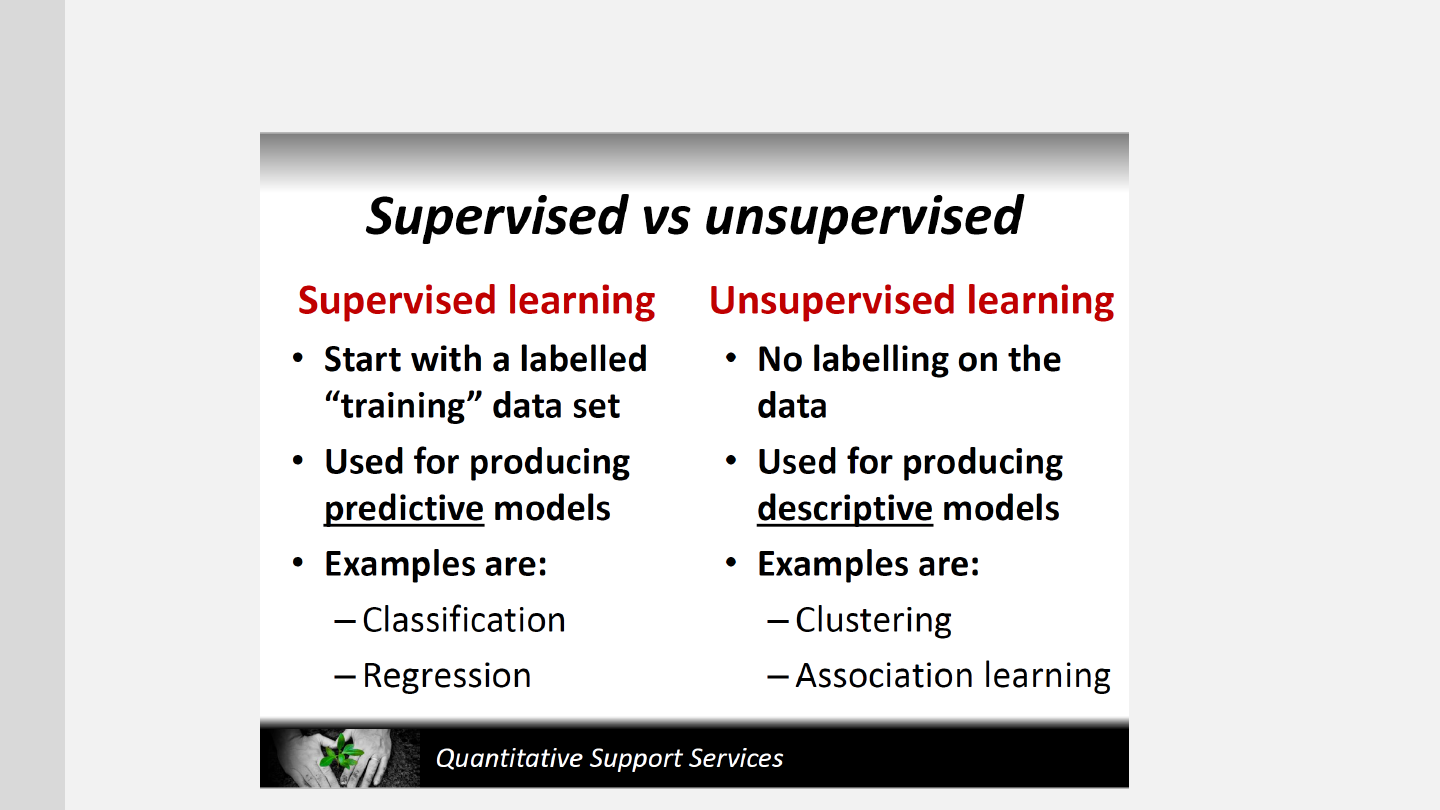 Supervised vs unsupervised
Supervised learning
• Start with a labelled
“training” data set
• Used for producing
predictive models
• Examples are:
– Classification
– Regression
Unsupervised learning
• No labelling on the
data
• Used for producing
descriptive models
• Examples are:
– Clustering
– Association learning
Quantitative Support Services